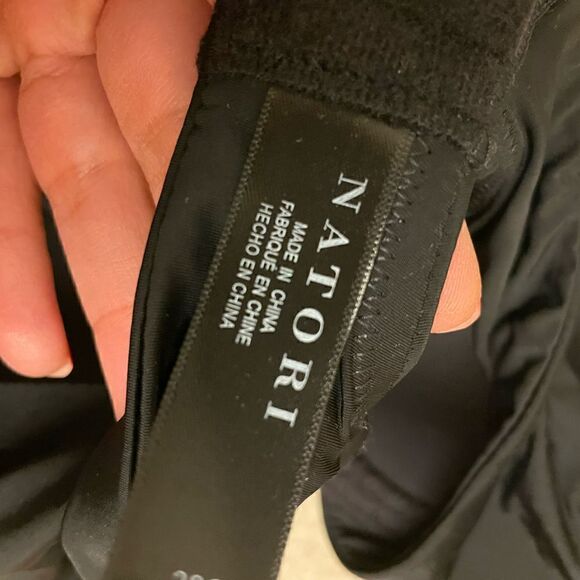 NATORI
MADE IN CHINA
FABRIQUÉ EN CHINE
HECHO EN CHINA